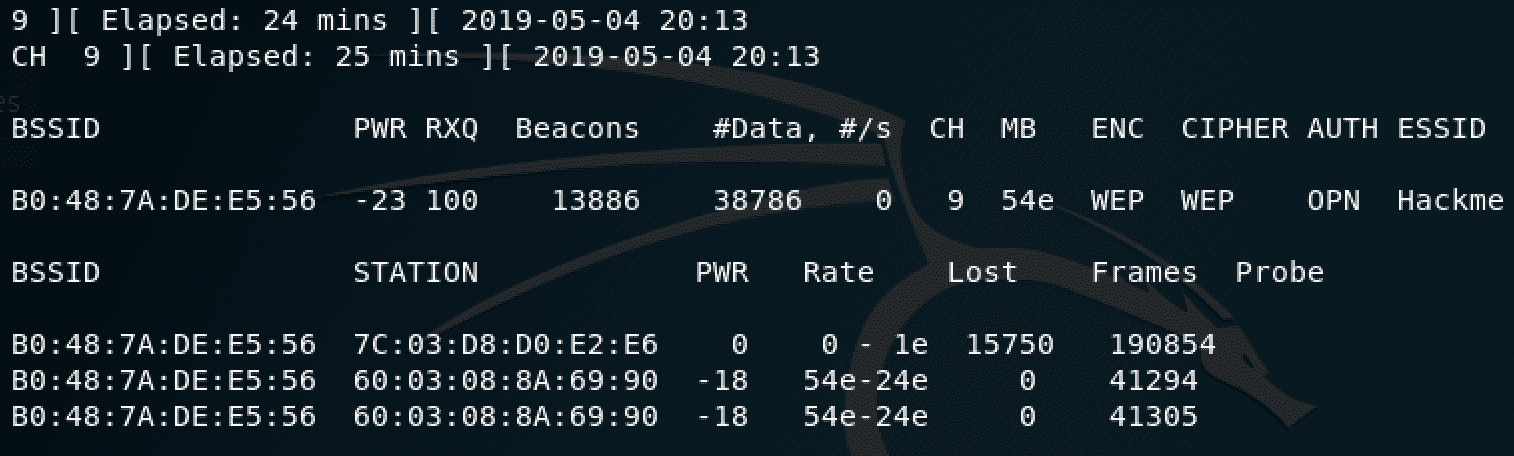 9 ][ Elapsed: 24 mins ][ 2019-05-04 20:13
CH  9 ][ Elapsed: 25 mins ][ 2019-05-04 20:13
es
BSSID              PWR RXQ  Beacons    #Data, #/s  CH  MB   ENC  CIPHER AUTH ESSID
B0:48:7A:DE:E5:56  -23 100    13886    38786    0   9  54e  WEP  WEP    OPN  Hackme
BSSID              STATION            PWR   Rate    Lost    Frames  Probe
B0:48:7A:DE:E5:56  7C:03:D8:D0:E2:E6    0    0 - 1e  15750   190854
B0:48:7A:DE:E5:56  60:03:08:8A:69:90  -18   54e-24e     0    41294
B0:48:7A:DE:E5:56  60:03:08:8A:69:90  -18   54e-24e     0    41305